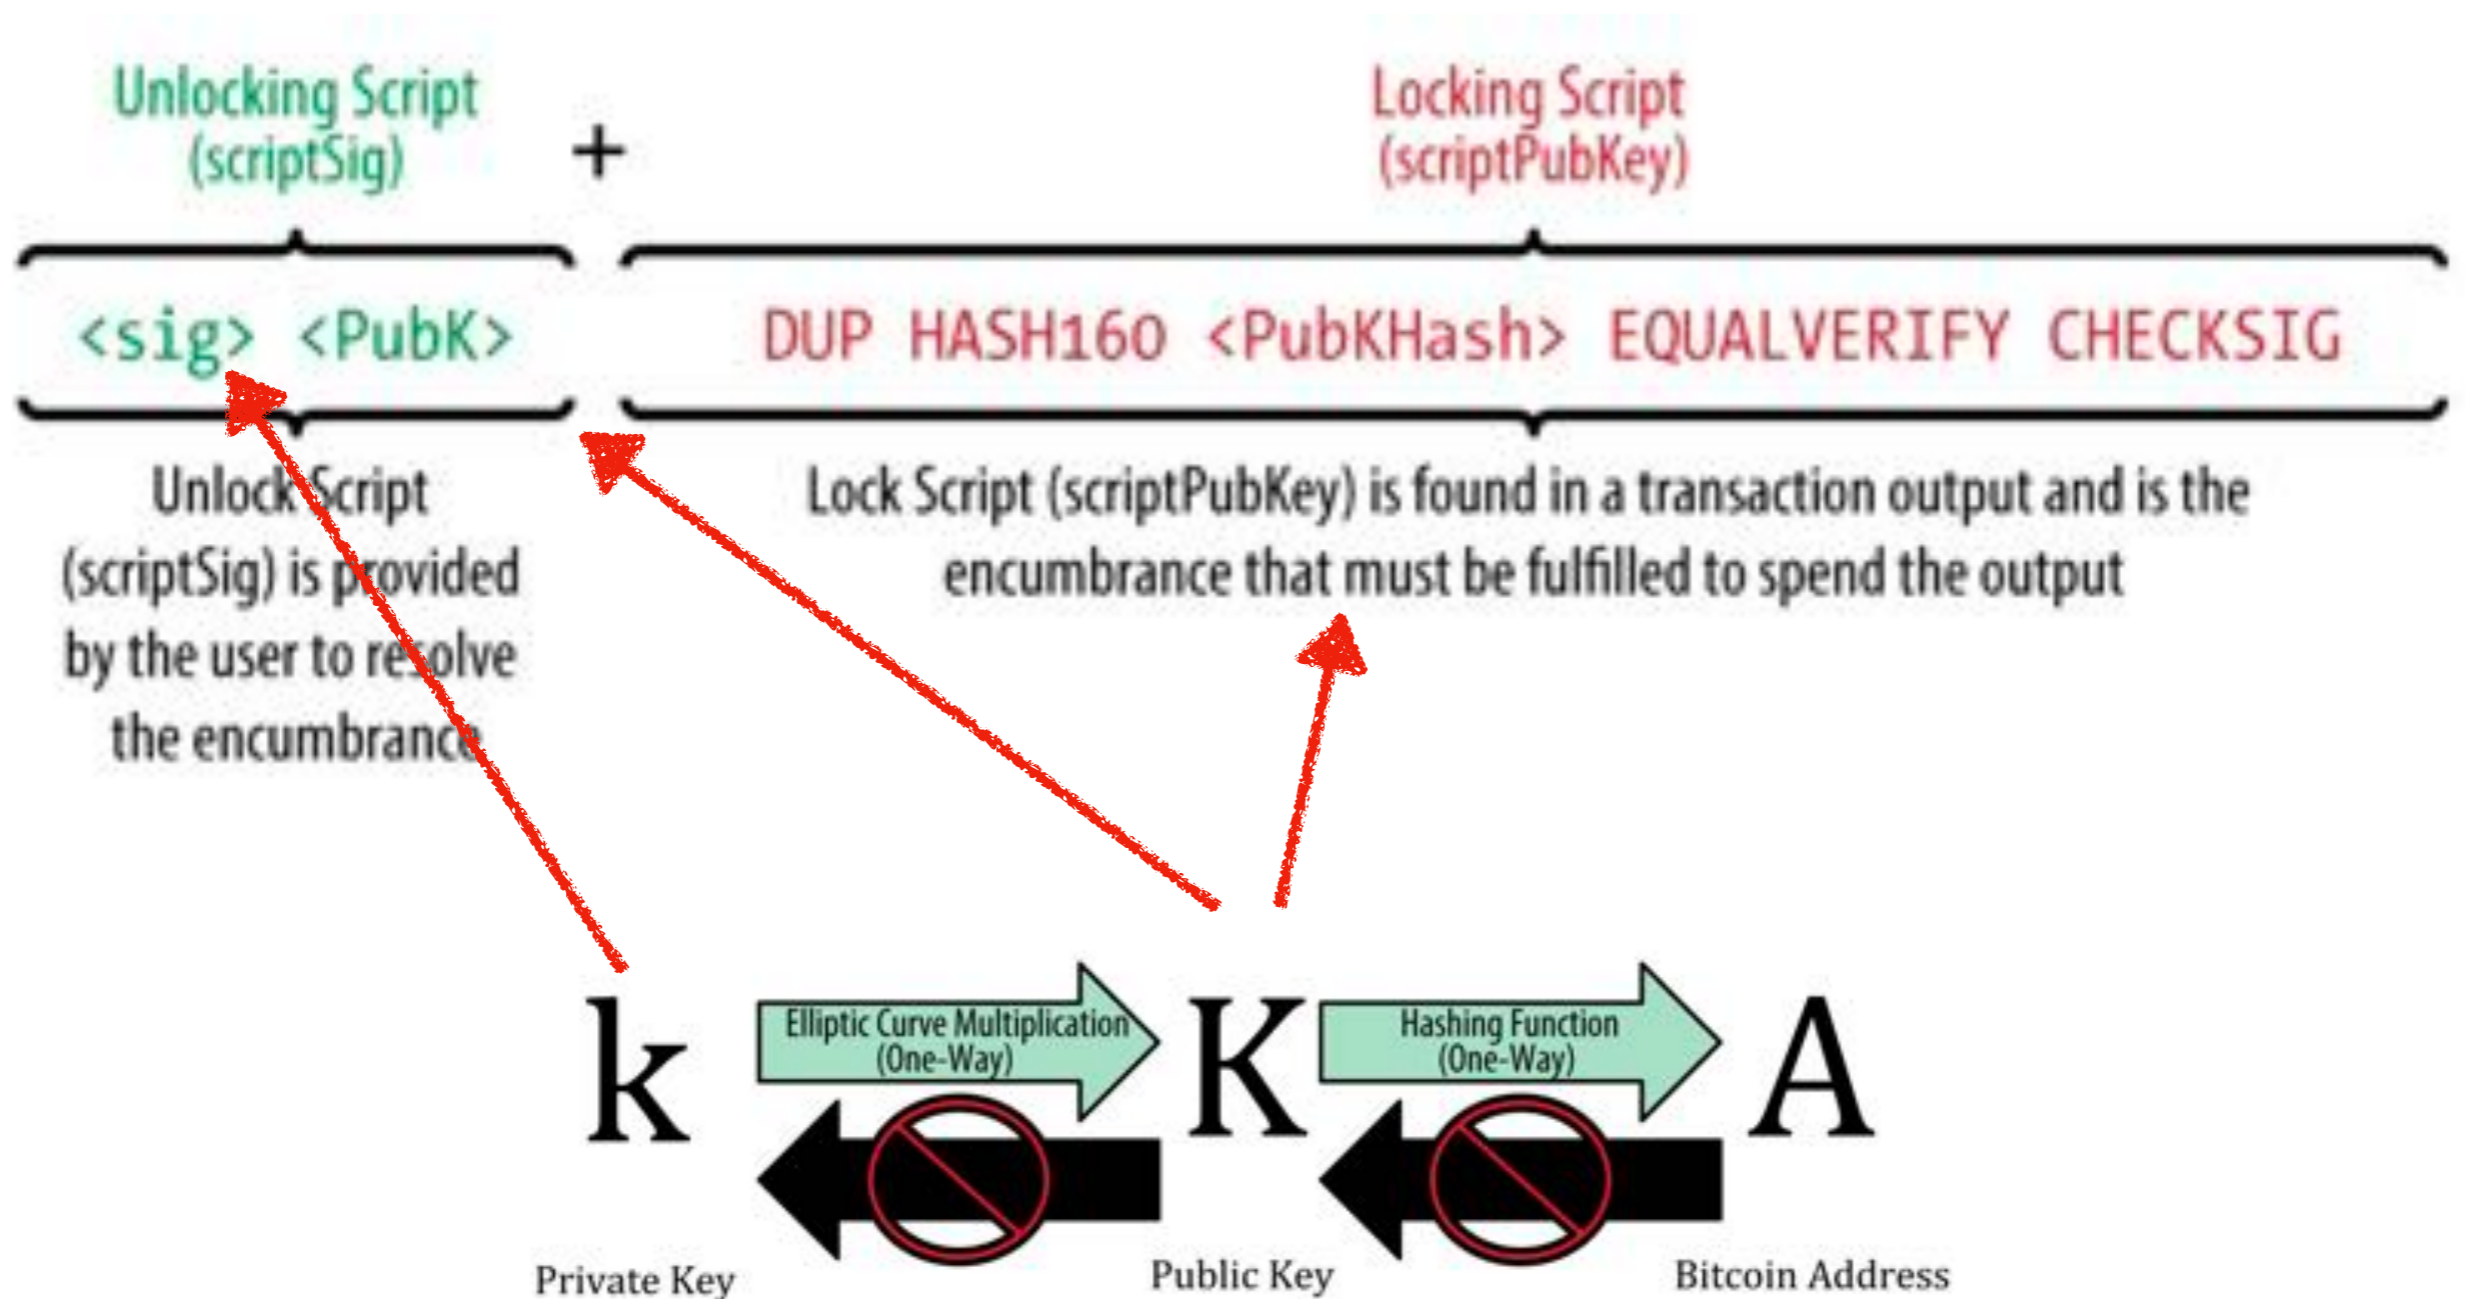 Unlocking Script
(scriptSig)
+
Locking Script
(scriptPubKey)
<sig> <PubK>
DUP HASH160 <PubKHash> EQUALVERIFY CHECKSIG
Unlock Script
(scriptSig) is provided
by the user to resolve
the encumbrance
Lock Script (scriptPubKey) is found in a transaction output and is the
encumbrance that must be fulfilled to spend the output
k
Elliptic Curve Multiplication
(One-Way)
K
Hashing Function
(One-Way)
A
Private Key
Public Key
Bitcoin Address